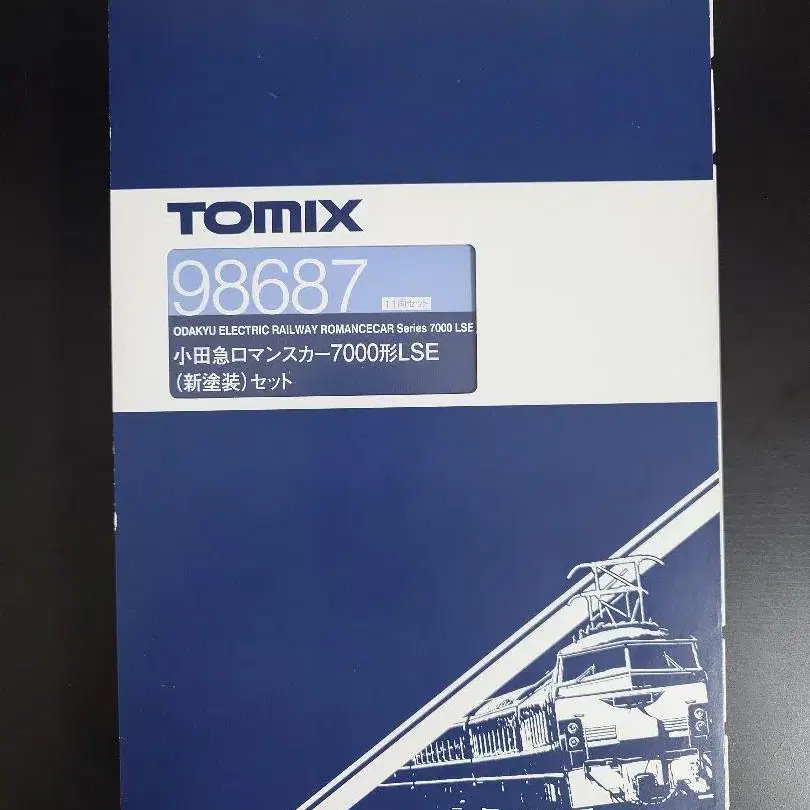 TOMIX
98687 11両セット
ODAKYU ELECTRIC RAILWAY ROMANCECAR Series 7000 LSE
小田急ロマンスカー7000形LSE
(新塗装)セット